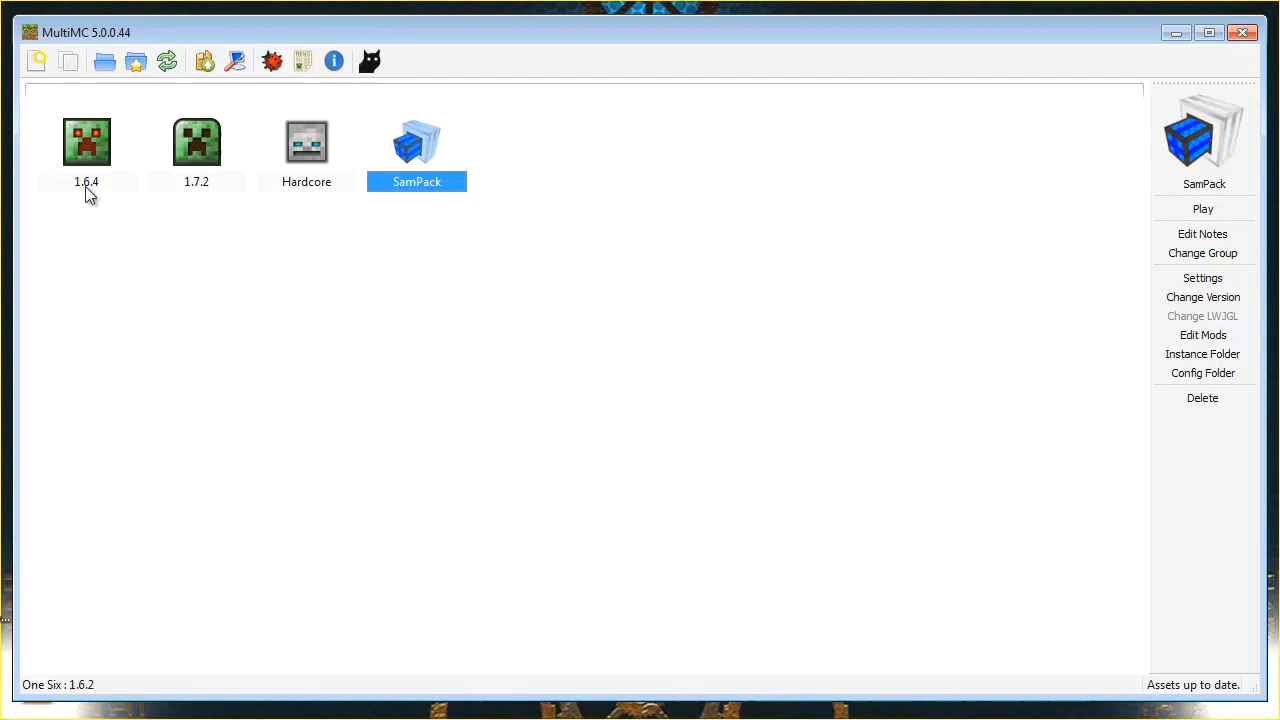 MultiMC 5.0.0.44
1.6.4
1.7.2
Hardcore
SamPack
SamPack
Play
Edit Notes
Change Group
Settings
Change Version
Change LWJGL
Edit Mods
Instance Folder
Config Folder
Delete
One Six : 1.6.2
Assets up to date.